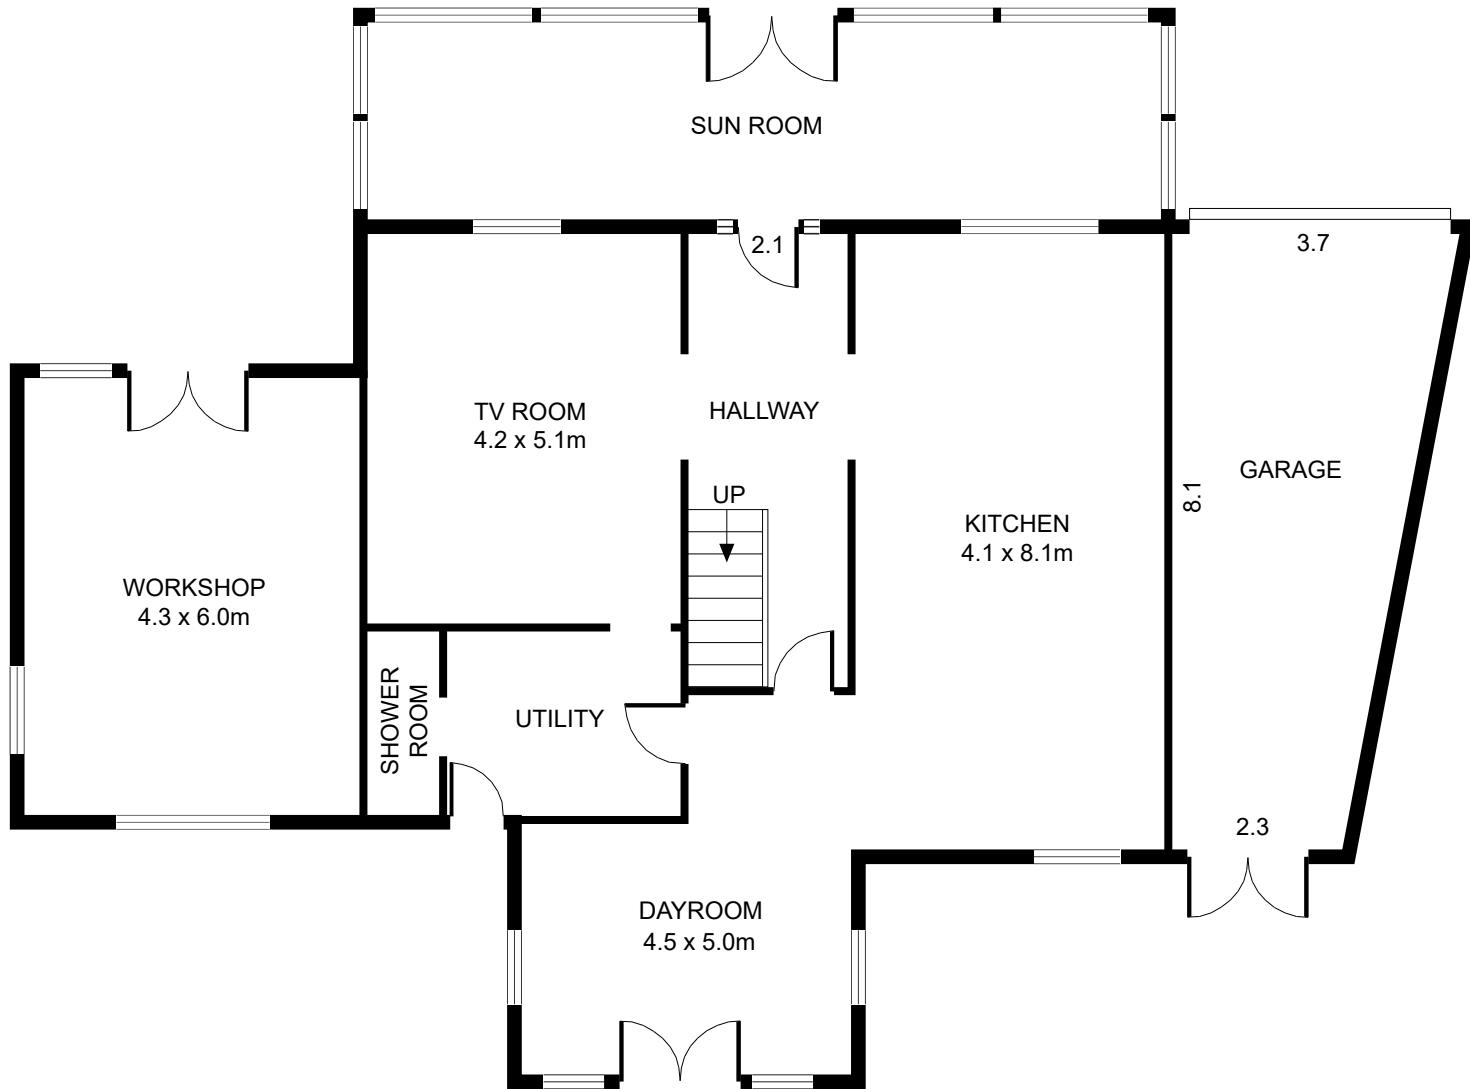 SUN ROOM
2.1
3.7
TV ROOM
4.2 x 5.1m
HALLWAY
GARAGE
UP
8.1
KITCHEN
4.1 x 8.1m
WORKSHOP
4.3 x 6.0m
SHOWER
ROOM
UTILITY
2.3
DAYROOM
4.5 x 5.0m